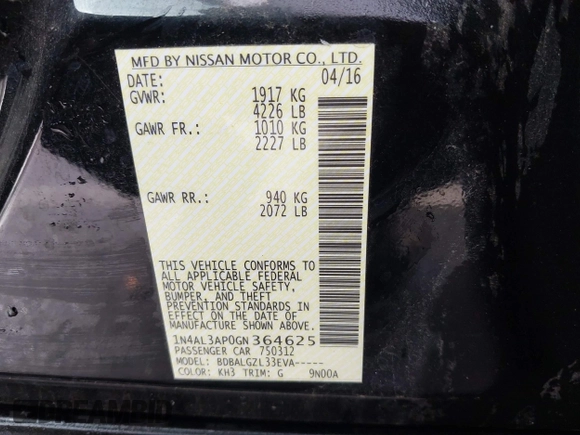 MFD BY NISSAN MOTOR CO., LTD.
DATE: 04/16
GVWR: 1917 KG
4226 LB
GAWR FR.: 1010 KG
2227 LB
GAWR RR.: 940 KG
2072 LB
THIS VEHICLE CONFORMS TO
ALL APPLICABLE FEDERAL
MOTOR VEHICLE SAFETY,
BUMPER, AND THEFT
PREVENTION STANDARDS IN
EFFECT ON THE DATE OF
MANUFACTURE SHOWN ABOVE.
1N4AL3AP0GN364625
PASSENGER CAR 750312
MODEL: BDBALGZL33EVA-----
COLOR: KH3 TRIM: G 9N00A